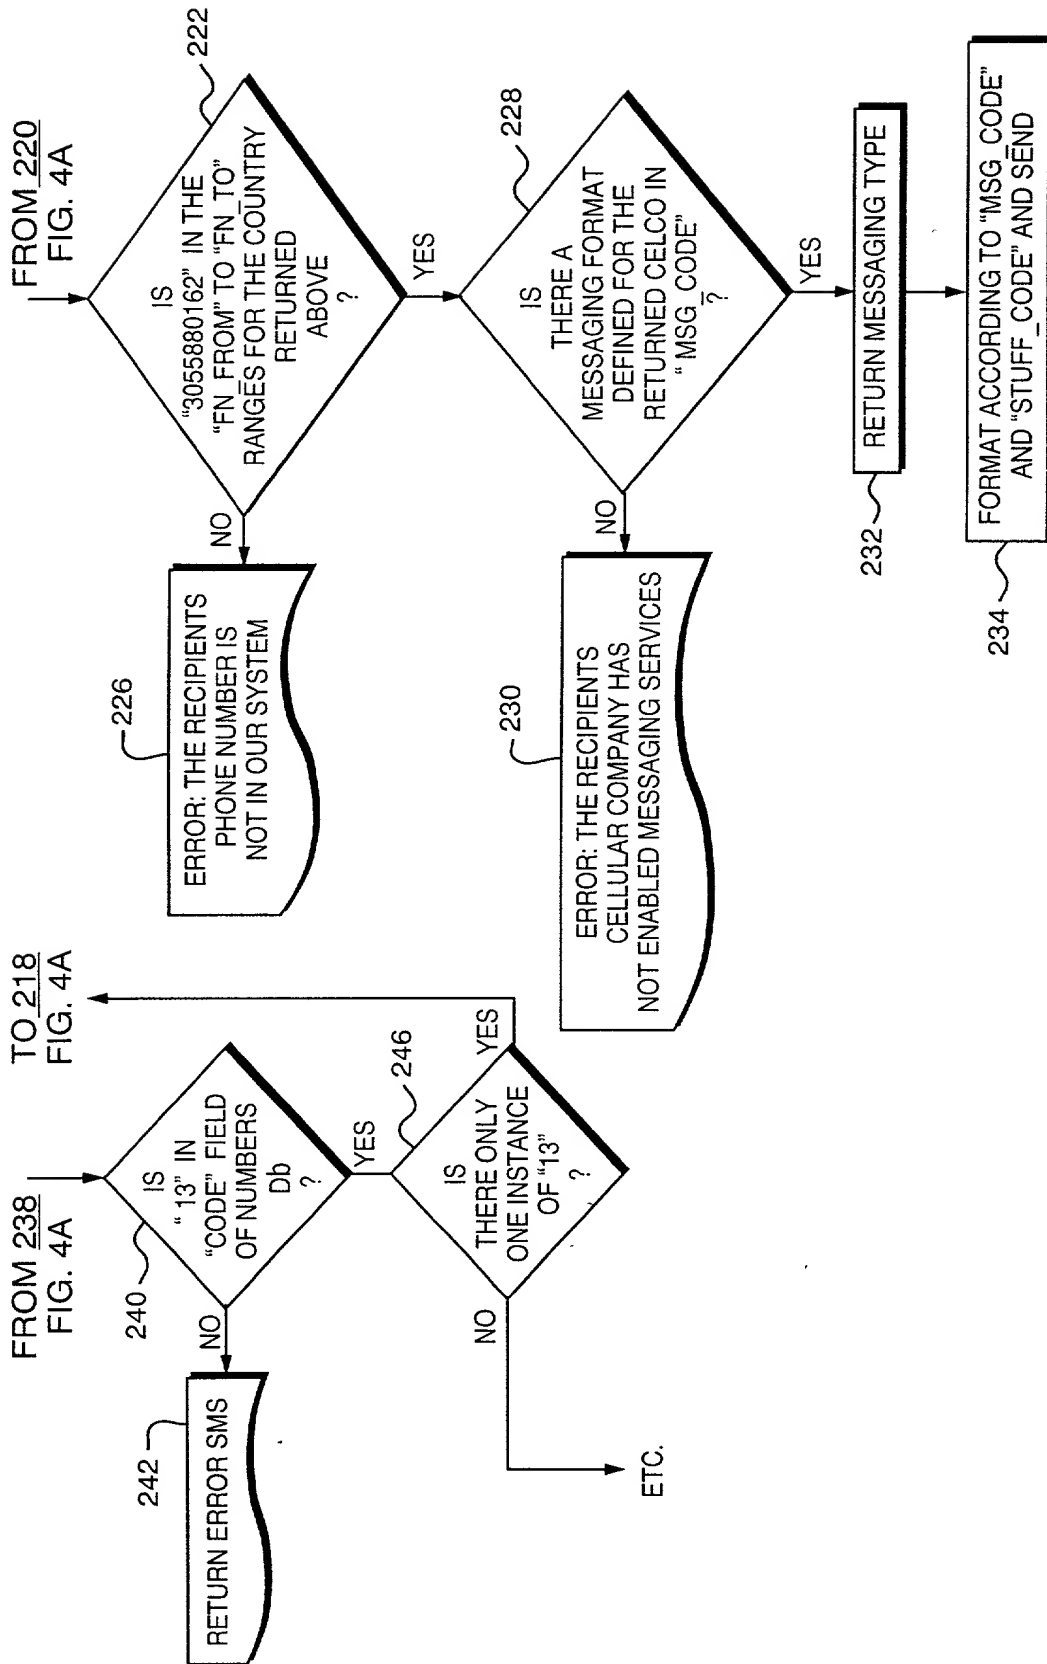 FROM 238
FIG. 4A
TO 218
FIG. 4A
240
IS
"13" IN
"CODE" FIELD
OF NUMBERS
Db
?
NO
YES
242
RETURN ERROR SMS
246
IS
THERE ONLY
ONE INSTANCE
OF "13"
?
YES
NO
ETC.
FROM 220
FIG. 4A
222
IS
"3055880162" IN THE
"FN_FROM" TO "FN_TO"
RANGES FOR THE COUNTRY
RETURNED
ABOVE
?
NO
YES
226
ERROR: THE RECIPIENTS
PHONE NUMBER IS
NOT IN OUR SYSTEM
228
IS
THERE A
MESSAGING FORMAT
DEFINED FOR THE
RETURNED CELCO IN
" MSG_CODE"
?
NO
YES
230
ERROR: THE RECIPIENTS
CELLULAR COMPANY HAS
NOT ENABLED MESSAGING SERVICES
232
RETURN MESSAGING TYPE
234
FORMAT ACCORDING TO "MSG_CODE"
AND "STUFF_CODE" AND SEND